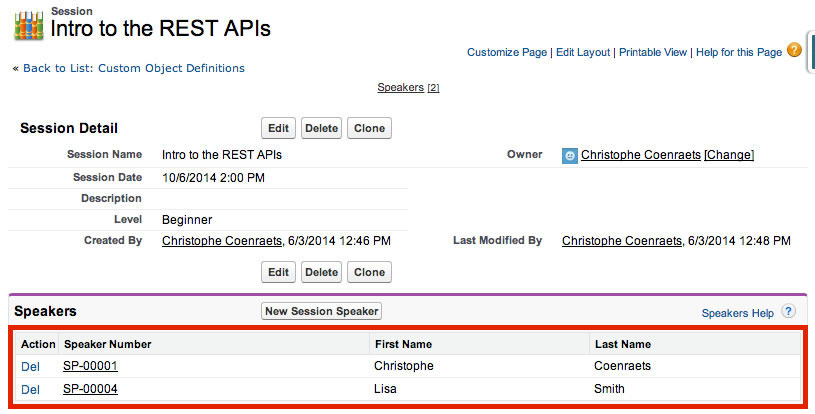 Session
Intro to the REST APIs
Customize Page | Edit Layout | Printable View | Help for this Page ?
« Back to List: Custom Object Definitions
Speakers [2]
Session Detail Edit Delete Clone
Session Name Intro to the REST APIs Owner Christophe Coenraets [Change]
Session Date 10/6/2014 2:00 PM
Description
Level Beginner
Created By Christophe Coenraets, 6/3/2014 12:46 PM Last Modified By Christophe Coenraets, 6/3/2014 12:48 PM
Edit Delete Clone
Speakers New Session Speaker Speakers Help ?
Action Speaker Number First Name Last Name
Del SP-00001 Christophe Coenraets
Del SP-00004 Lisa Smith